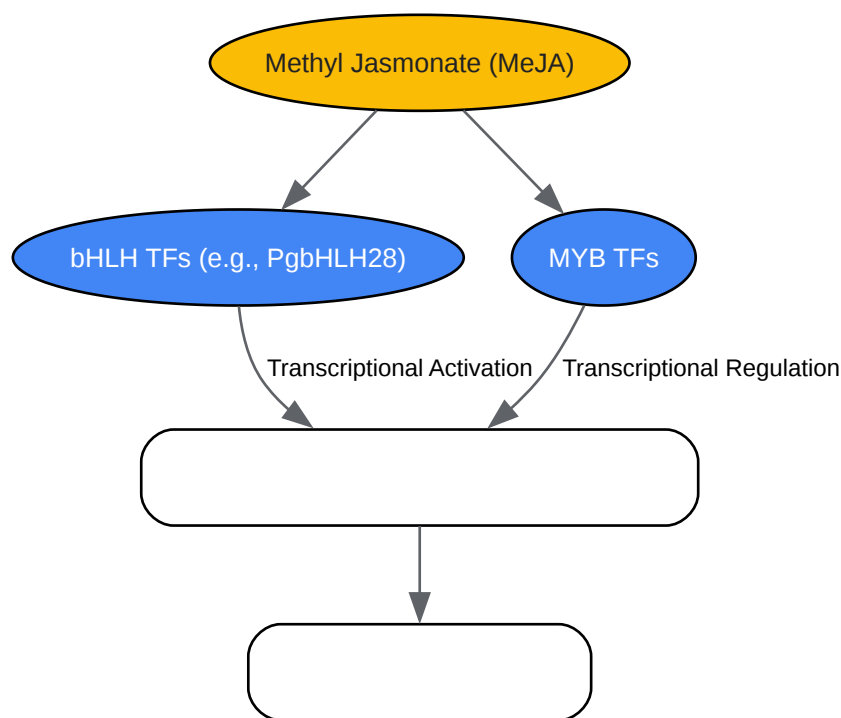 Methyl Jasmonate (MeJA)
bHLH TFs (e.g., PgbHLH28)
MYB TFs
Transcriptional Activation
Transcriptional Regulation